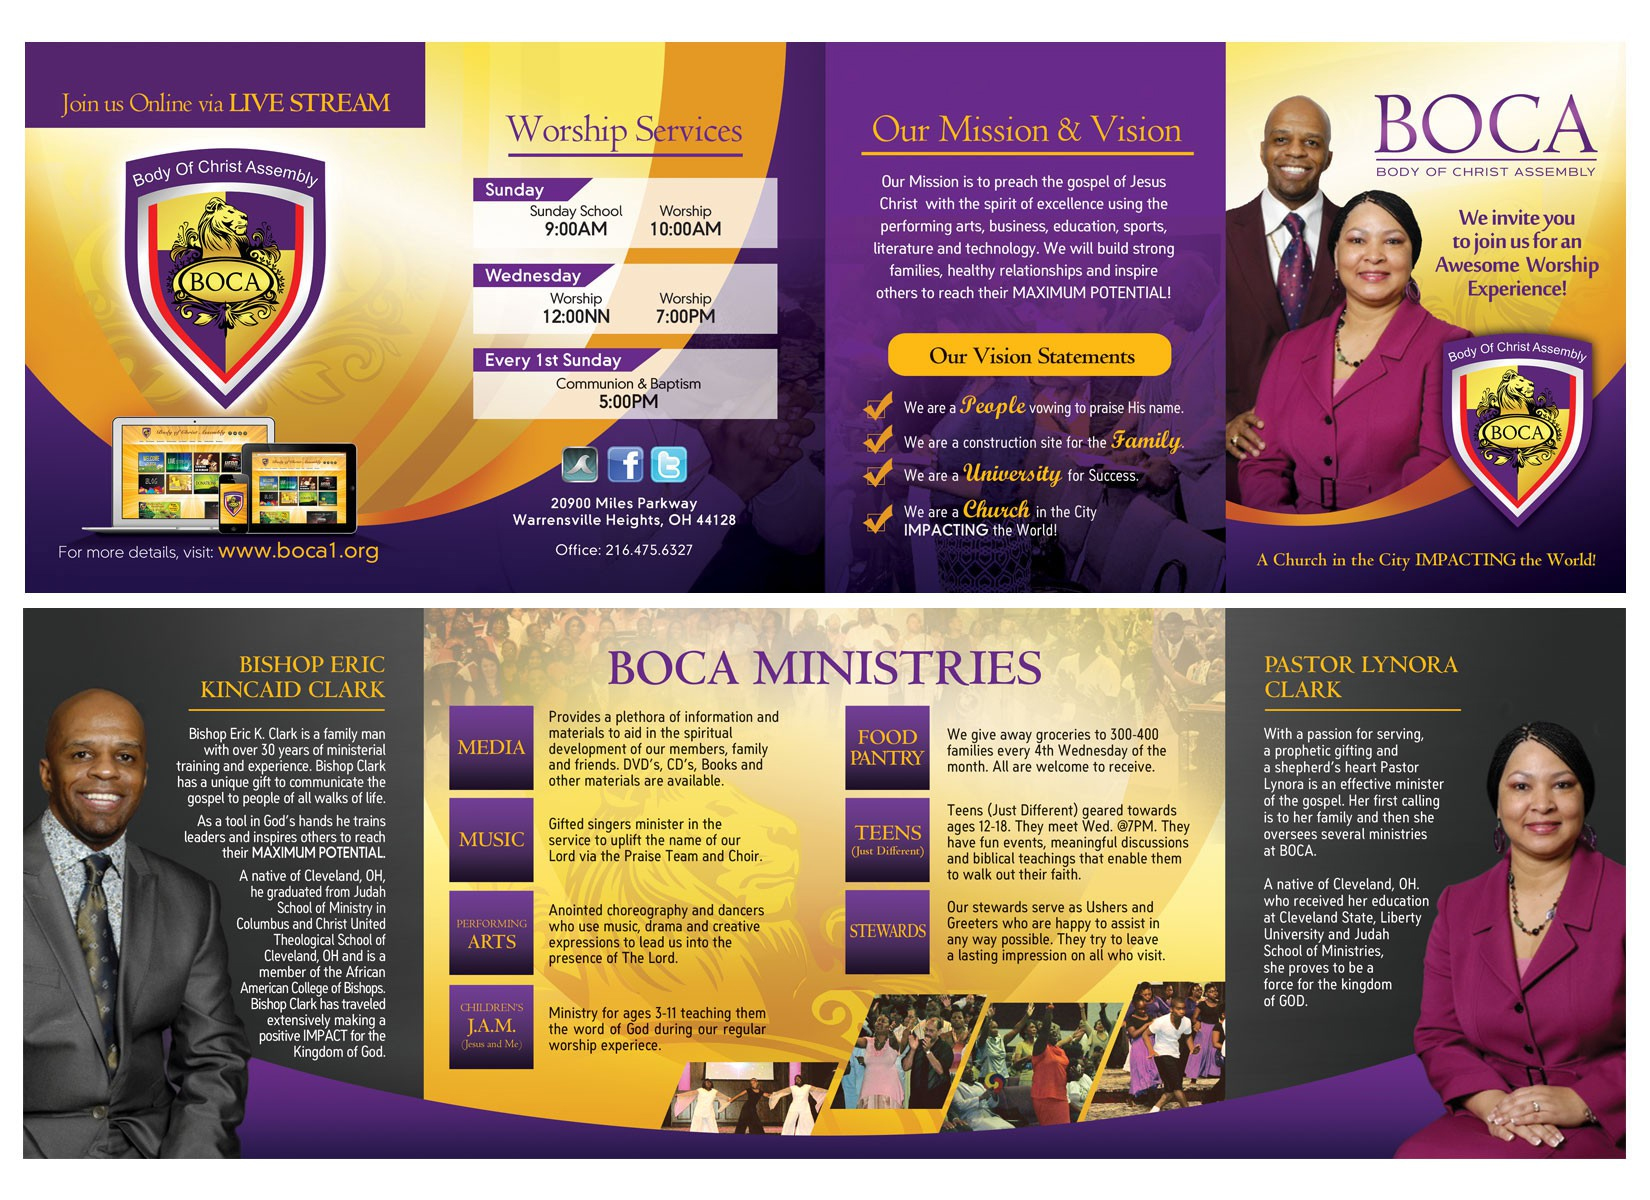 Join us Online via LIVE STREAM
Body Of Christ Assembly
BOCA
For more details, visit: www.boca1.org
Worship Services
Sunday
Sunday School
9:00AM
Worship
10:00AM
Wednesday
Worship
12:00NN
Worship
7:00PM
Every 1st Sunday
Communion & Baptism
5:00PM
20900 Miles Parkway
Warrensville Heights, OH 44128
Office: 216.475.6327
Our Mission & Vision
Our Mission is to preach the gospel of Jesus
Christ with the spirit of excellence using the
performing arts, business, education, sports,
literature and technology. We will build strong
families, healthy relationships and inspire
others to reach their MAXIMUM POTENTIAL!
Our Vision Statements
We are a People vowing to praise His name.
We are a construction site for the Family.
We are a University for Success.
We are a Church in the City
IMPACTING the World!
BOCA
BODY OF CHRIST ASSEMBLY
We invite you
to join us for an
Awesome Worship
Experience!
Body Of Christ Assembly
BOCA
A Church in the City IMPACTING the World!
BISHOP ERIC
KINCAID CLARK
Bishop Eric K. Clark is a family man
with over 30 years of ministerial
training and experience. Bishop Clark
has a unique gift to communicate the
gospel to people of all walks of life.
As a tool in God's hands he trains
leaders and inspires others to reach
their MAXIMUM POTENTIAL.
A native of Cleveland, OH,
he graduated from Judah
School of Ministry in
Columbus and Christ United
Theological School of
Cleveland, OH and is a
member of the African
American College of Bishops.
Bishop Clark has traveled
extensively making a
positive IMPACT for the
Kingdom of God.
BOCA MINISTRIES
MEDIA
Provides a plethora of information and
materials to aid in the spiritual
development of our members, family
and friends. DVD's, CD's, Books and
other materials are available.
MUSIC
Gifted singers minister in the
service to uplift the name of our
Lord via the Praise Team and Choir.
PERFORMING
ARTS
Anointed choreography and dancers
who use music, drama and creative
expressions to lead us into the
presence of The Lord.
CHILDREN'S
J.A.M.
(Jesus and Me)
Ministry for ages 3-11 teaching them
the word of God during our regular
worship experiece.
FOOD
PANTRY
We give away groceries to 300-400
families every 4th Wednesday of the
month. All are welcome to receive.
TEENS
(Just Different)
Teens (Just Different) geared towards
ages 12-18. They meet Wed. @7PM. They
have fun events, meaningful discussions
and biblical teachings that enable them
to walk out their faith.
STEWARDS
Our stewards serve as Ushers and
Greeters who are happy to assist in
any way possible. They try to leave
a lasting impression on all who visit.
PASTOR LYNORA
CLARK
With a passion for serving,
a prophetic gifting and
a shepherd's heart Pastor
Lynora is an effective minister
of the gospel. Her first calling
is to her family and then she
oversees several ministries
at BOCA.
A native of Cleveland, OH.
who received her education
at Cleveland State, Liberty
University and Judah
School of Ministries,
she proves to be a
force for the kingdom
of GOD.